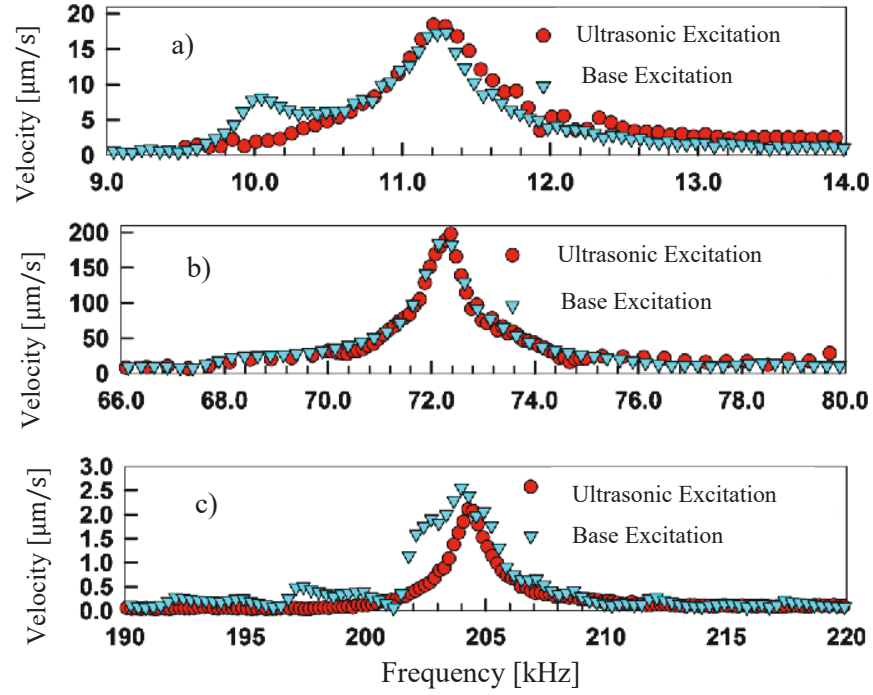 20
15
10
5
0
Velocity [µm/s]
a)
Ultrasonic Excitation
Base Excitation
9.0 10.0 11.0 12.0 13.0 14.0
200
150
100
50
0
Velocity [µm/s]
b)
Ultrasonic Excitation
Base Excitation
66.0 68.0 70.0 72.0 74.0 76.0 78.0 80.0
3.0
2.5
2.0
1.5
1.0
0.5
0.0
Velocity [µm/s]
c)
Ultrasonic Excitation
Base Excitation
190 195 200 205 210 215 220
Frequency [kHz]